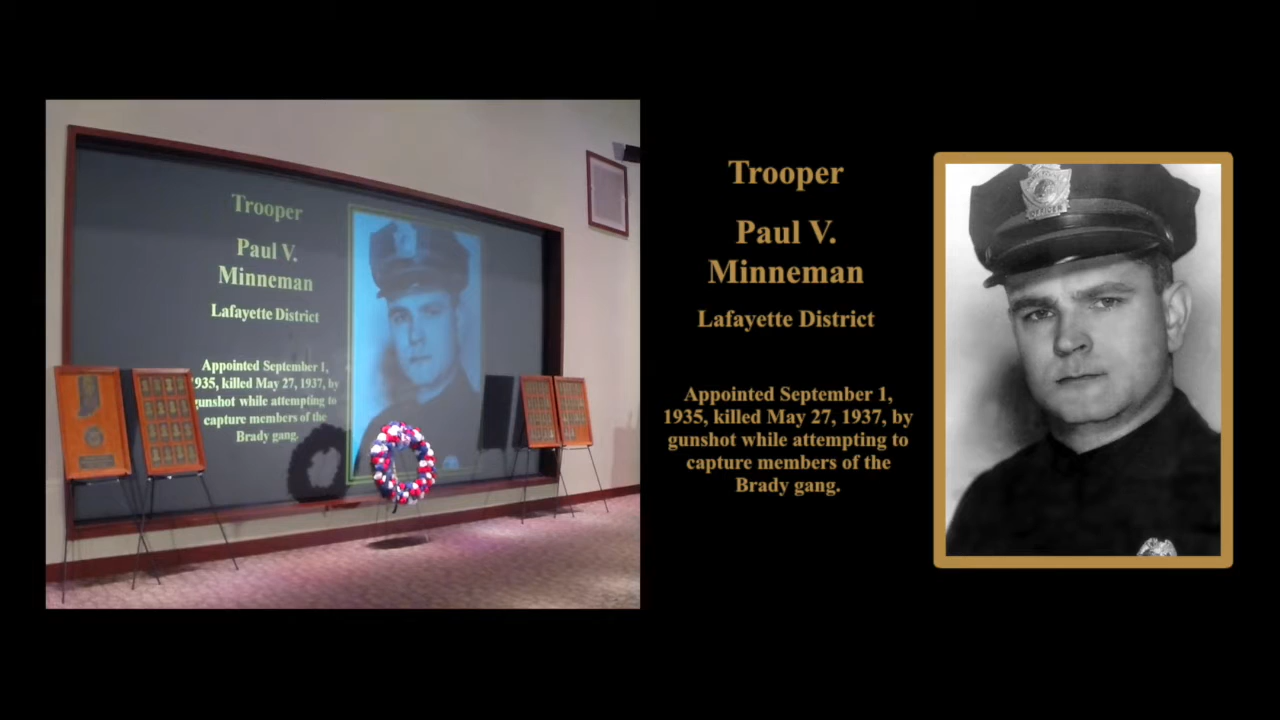 Trooper
Paul V.
Minneman
Lafayette District
Appointed September 1,
935, killed May 27, 1937, by
gunshot while attempting to
capture members of the
Brady gang.
Trooper
Paul V.
Minneman
Lafayette District
Appointed September 1,
1935, killed May 27, 1937, by
gunshot while attempting to
capture members of the
Brady gang.
OFFICER